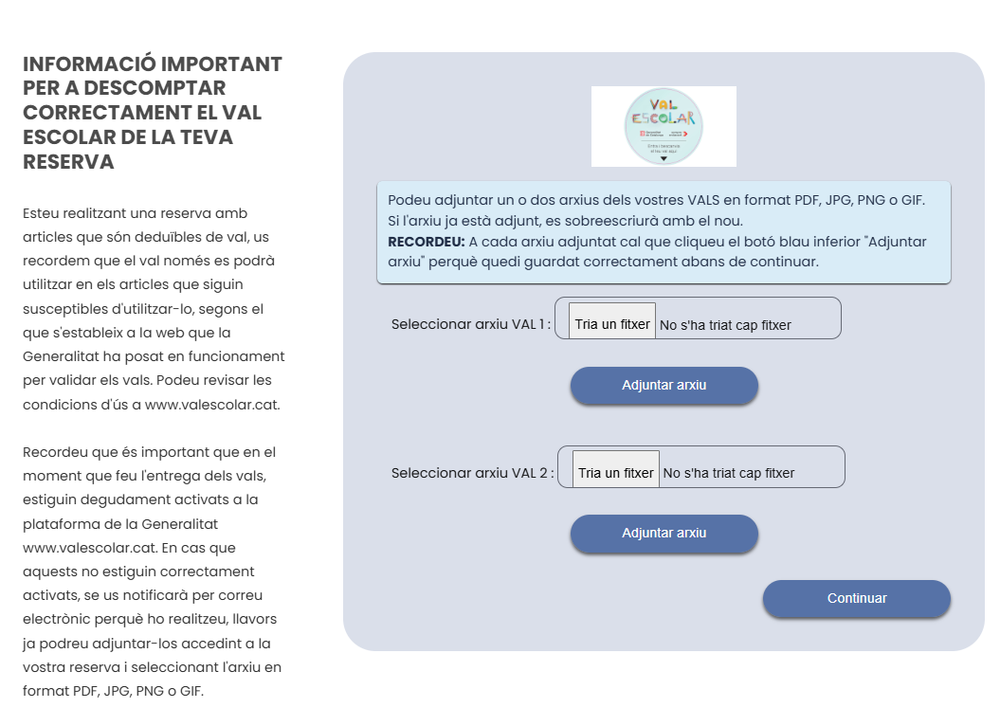 INFORMACIÓ IMPORTANT
PER A DESCOMPTAR
CORRECTAMENT EL VAL
ESCOLAR DE LA TEVA
RESERVA
Esteu realitzant una reserva amb
articles que són deduïbles de val, us
recordem que el val només es podrà
utilitzar en els articles que siguin
susceptibles d'utilitzar-lo, segons el
que s'estableix a la web que la
Generalitat ha posat en funcionament
per validar els vals. Podeu revisar les
condicions d'ús a www.valescolar.cat.
Recordeu que és important que en el
moment que feu l'entrega dels vals,
estiguin degudament activats a la
plataforma de la Generalitat
www.valescolar.cat. En cas que
aquests no estiguin correctament
activats, se us notificarà per correu
electrònic perquè ho realitzeu, llavors
ja podreu adjuntar-los accedint a la
vostra reserva i seleccionant l'arxiu en
format PDF, JPG, PNG o GIF.
VAL
ESCOLAR
Podeu adjuntar un o dos arxius dels vostres VALS en format PDF, JPG, PNG o GIF.
Si l'arxiu ja està adjunt, es sobreescriurà amb el nou.
RECORDEU: A cada arxiu adjuntat cal que cliqueu el botó blau inferior "Adjuntar
arxiu" perquè quedi guardat correctament abans de continuar.
Seleccionar arxiu VAL 1 : Tria un fitxer No s'ha triat cap fitxer
Adjuntar arxiu
Seleccionar arxiu VAL 2 : Tria un fitxer No s'ha triat cap fitxer
Adjuntar arxiu
Continuar